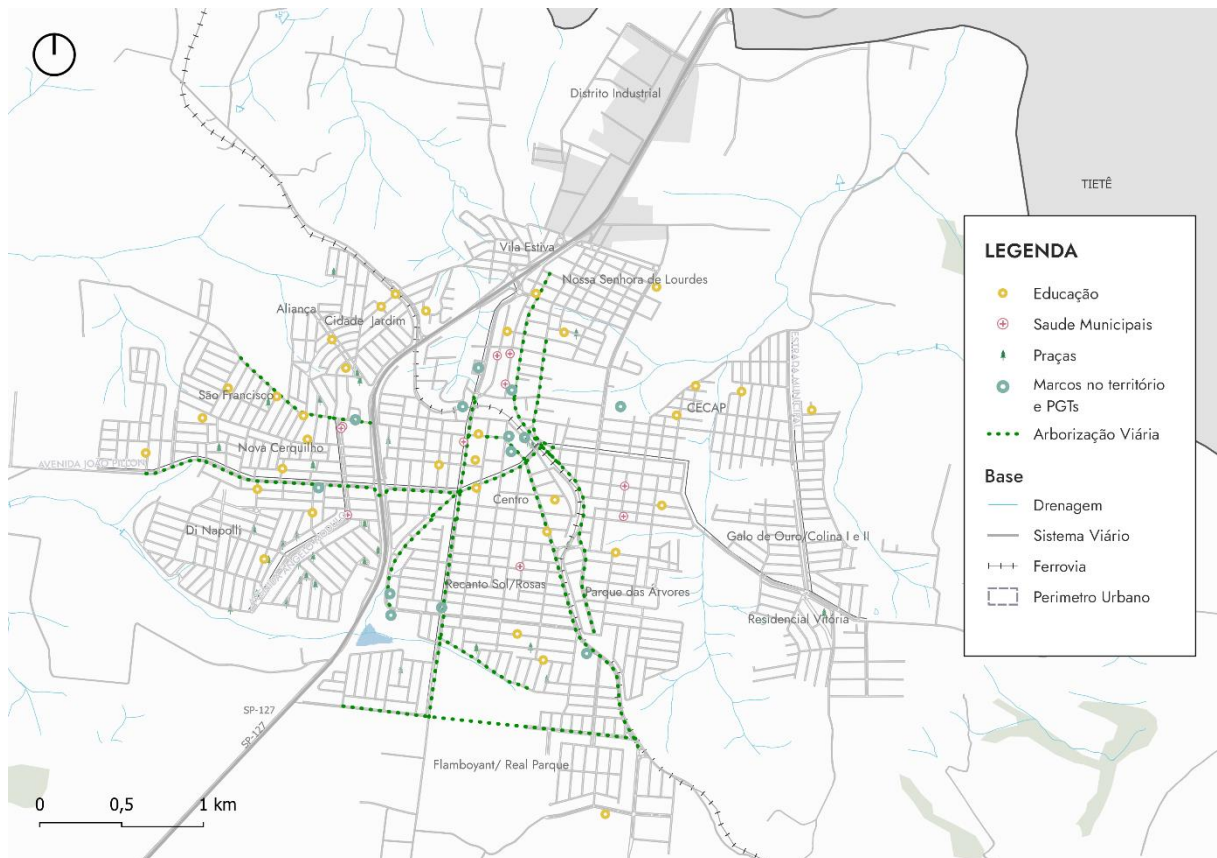 Distrito Industrial
TIETÊ
Vila Estiva
Nossa Senhora de Lourdes
Aliança
Cidade Jardim
São Francisco
CECAP
ESTRADA MUNICIPAL
Nova Cerquilho
AVENIDA JOÃO PILON
Centro
Di Napolli
Galo de Ouro/Colina I e II
Recanto Sol/Rosas
Parque das Árvores
Residencial Vitória
SP-127
SP-127
Flamboyant/ Real Parque
0 0,5 1 km
LEGENDA
Educação
Saude Municipais
Praças
Marcos no território
e PGTs
Arborização Viária
Base
Drenagem
Sistema Viário
Ferrovia
Perimetro Urbano